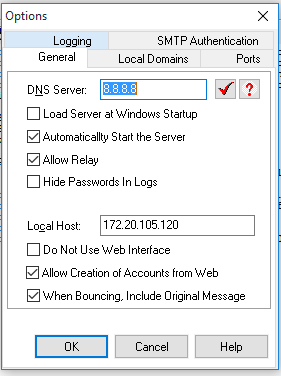 Options
Logging SMTP Authentication
General Local Domains Ports
DNS Server: 8.8.8.8 ?
Load Server at Windows Startup
Automaticallty Start the Server
Allow Relay
Hide Passwords In Logs
Local Host: 172.20.105.120
Do Not Use Web Interface
Allow Creation of Accounts from Web
When Bouncing, Include Original Message
OK Cancel Help